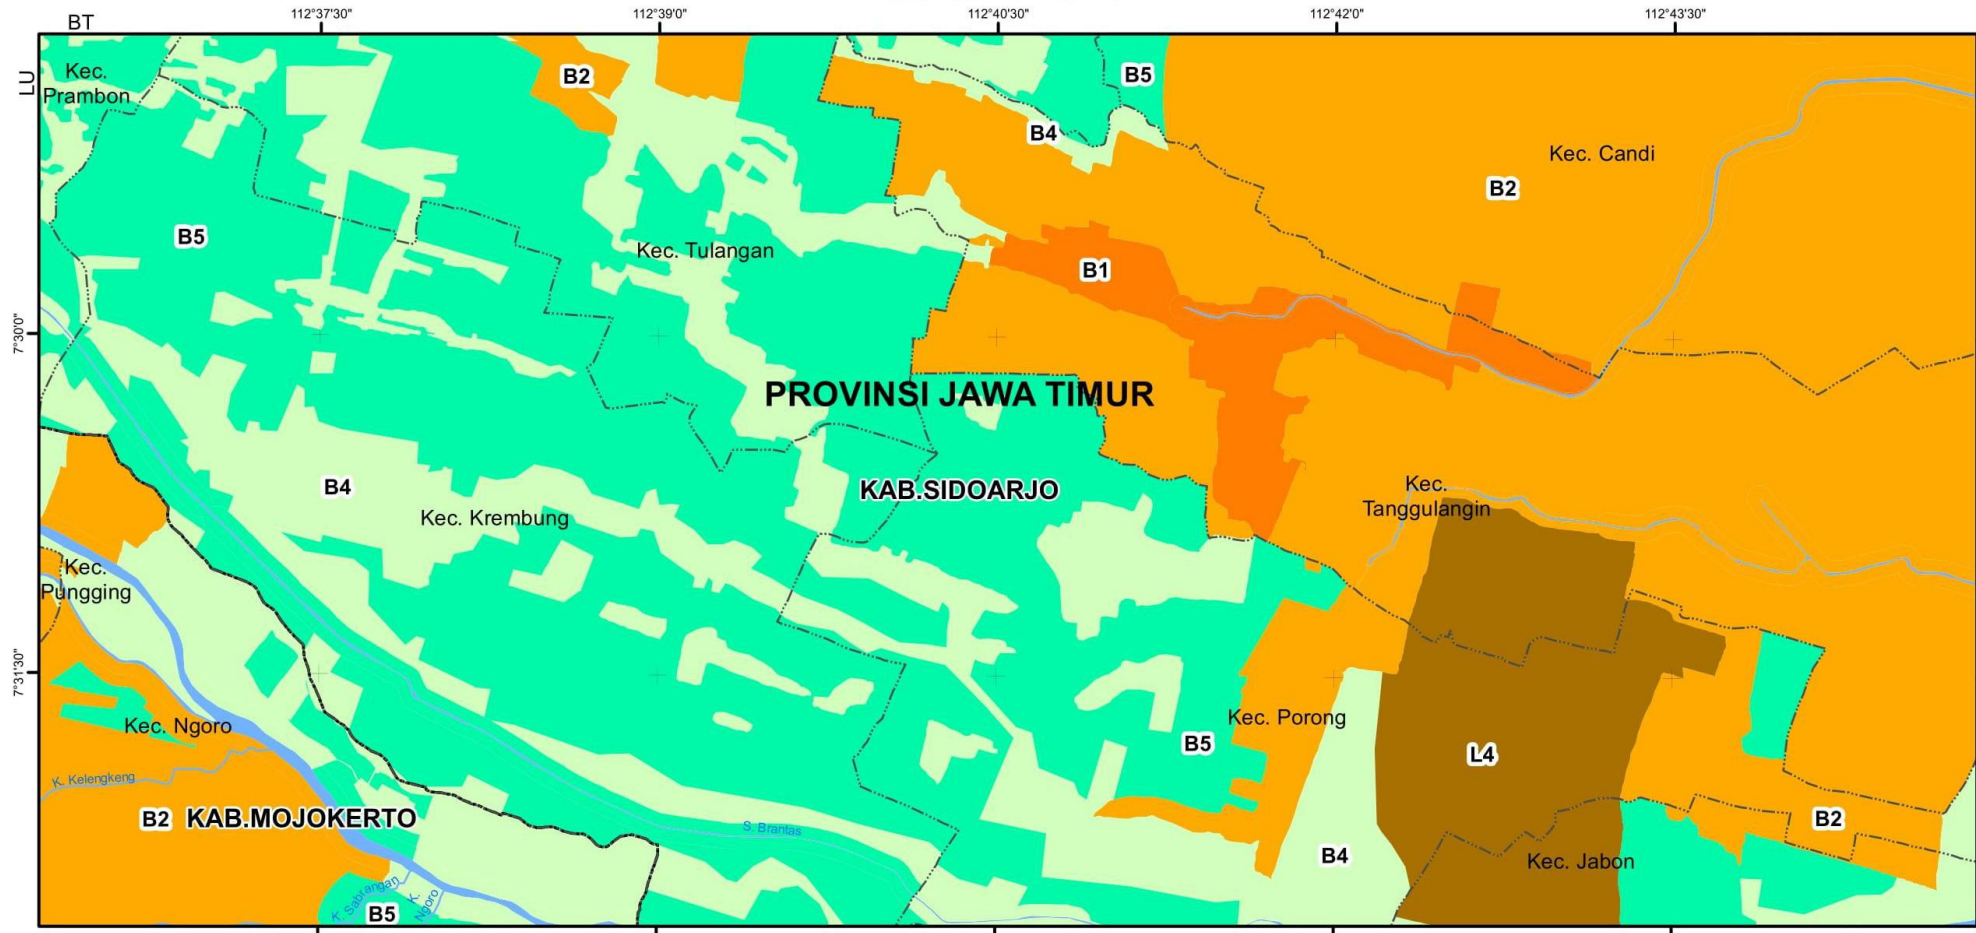 BT
112°37'30"
112°39'0"
112°40'30"
112°42'0"
112°43'30"
LU
Kec.
Prambon
B2
B5
B4
Kec. Candi
B2
B5
Kec. Tulangan
B1
7°30'0"
PROVINSI JAWA TIMUR
B4
KAB.SIDOARJO
Kec.
Tanggulangin
Kec. Krembung
Kec.
Pungging
7°31'30"
Kec. Ngoro
Kec. Porong
B5
L4
K. Kelengkeng
B2
KAB.MOJOKERTO
S. Brantas
B2
B4
Kec. Jabon
K. Sabtangan
K.
Ngoro
B5